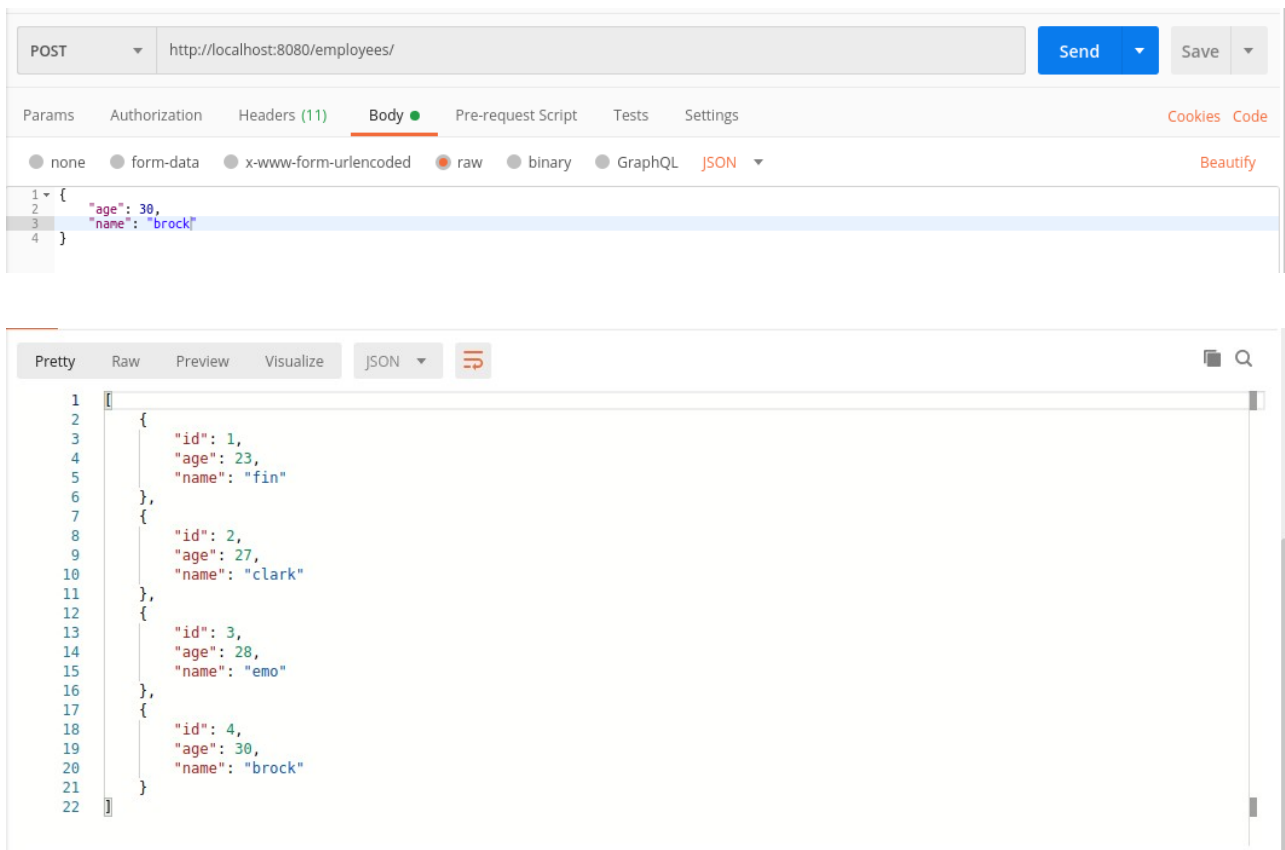 POST http://localhost:8080/employees/ Send Save
Params Authorization Headers (11) Body Pre-request Script Tests Settings Cookies Code
none form-data x-www-form-urlencoded raw binary GraphQL JSON Beautify
1 {
2 "age": 30,
3 "name": "brock"
4 }
Pretty Raw Preview Visualize JSON
1 [
2 {
3 "id": 1,
4 "age": 23,
5 "name": "fin"
6 },
7 {
8 "id": 2,
9 "age": 27,
10 "name": "clark"
11 },
12 {
13 "id": 3,
14 "age": 28,
15 "name": "emo"
16 },
17 {
18 "id": 4,
19 "age": 30,
20 "name": "brock"
21 }
22 ]